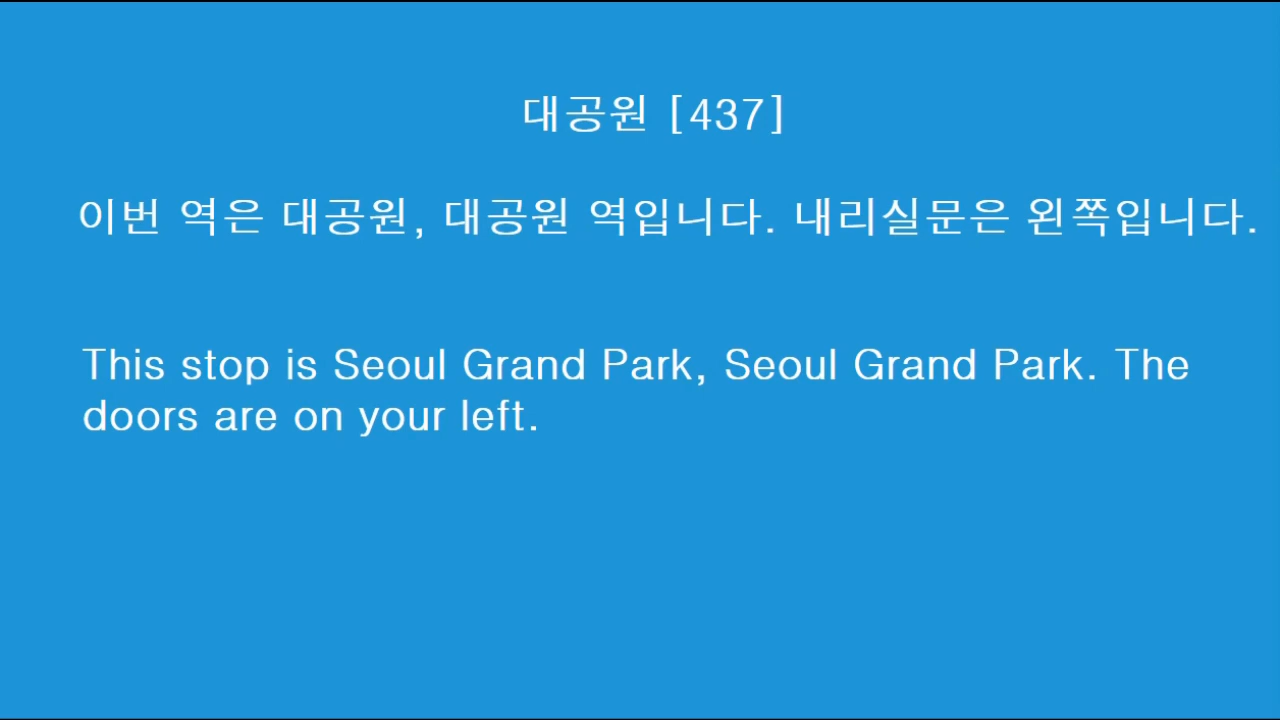 대공원 [437]
이번 역은 대공원, 대공원 역입니다. 내리실문은 왼쪽입니다.
This stop is Seoul Grand Park, Seoul Grand Park. The
doors are on your left.